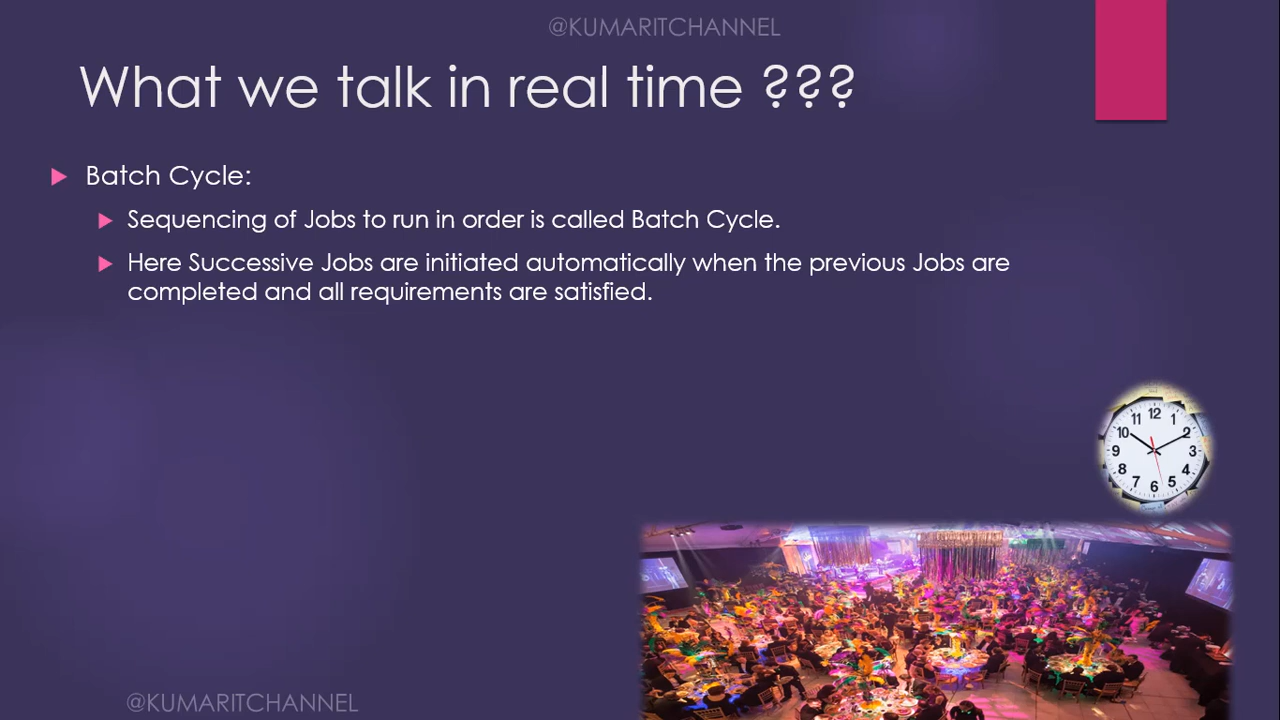 @KUMARITCHANNEL
What we talk in real time ???
Batch Cycle:
Sequencing of Jobs to run in order is called Batch Cycle.
Here Successive Jobs are initiated automatically when the previous Jobs are
completed and all requirements are satisfied.
12
11 1
10 2
9 3
8 4
7 5
6
@KUMARITCHANNEL